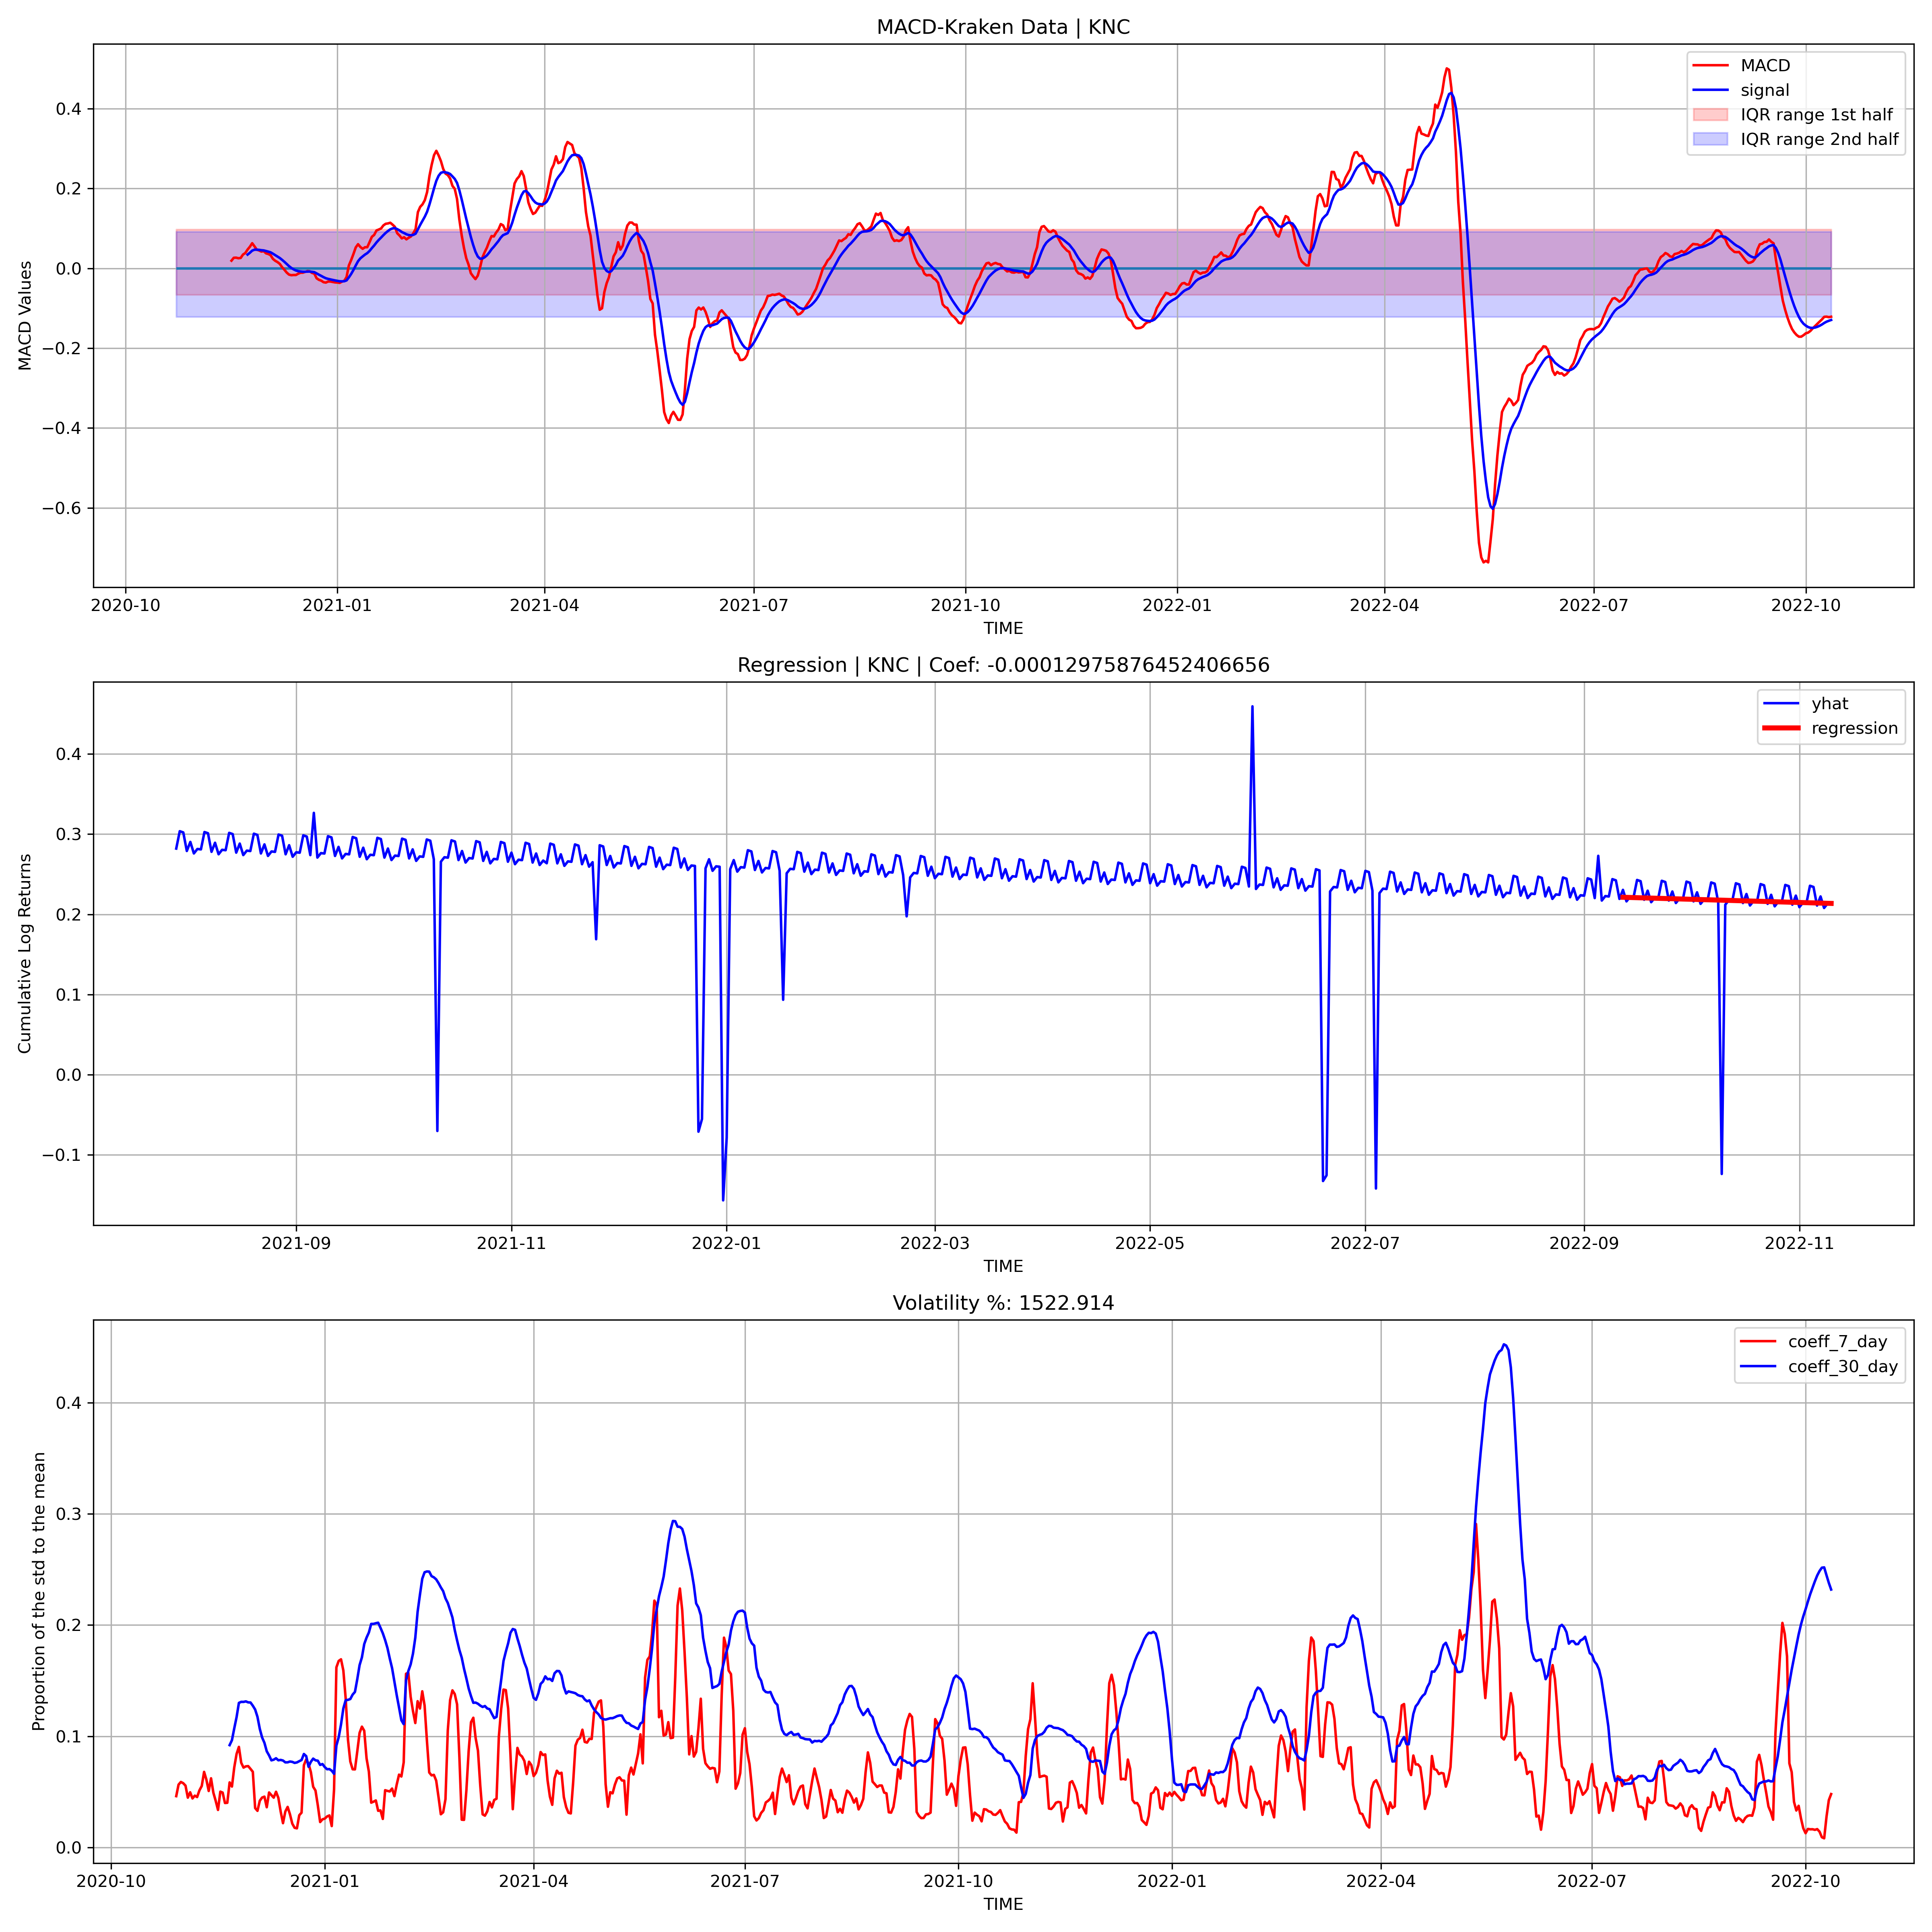 MACD-Kraken Data | KNC
MACD
signal
IQR range 1st half
IQR range 2nd half
MACD Values
0.4
0.2
0.0
−0.2
−0.4
−0.6
2020-10 2021-01 2021-04 2021-07 2021-10 2022-01 2022-04 2022-07 2022-10
TIME
Regression | KNC | Coef: -0.00012975876452406656
yhat
regression
Cumulative Log Returns
0.4
0.3
0.2
0.1
0.0
−0.1
2021-09 2021-11 2022-01 2022-03 2022-05 2022-07 2022-09 2022-11
TIME
Volatility %: 1522.914
coeff_7_day
coeff_30_day
Proportion of the std to the mean
0.4
0.3
0.2
0.1
0.0
2020-10 2021-01 2021-04 2021-07 2021-10 2022-01 2022-04 2022-07 2022-10
TIME